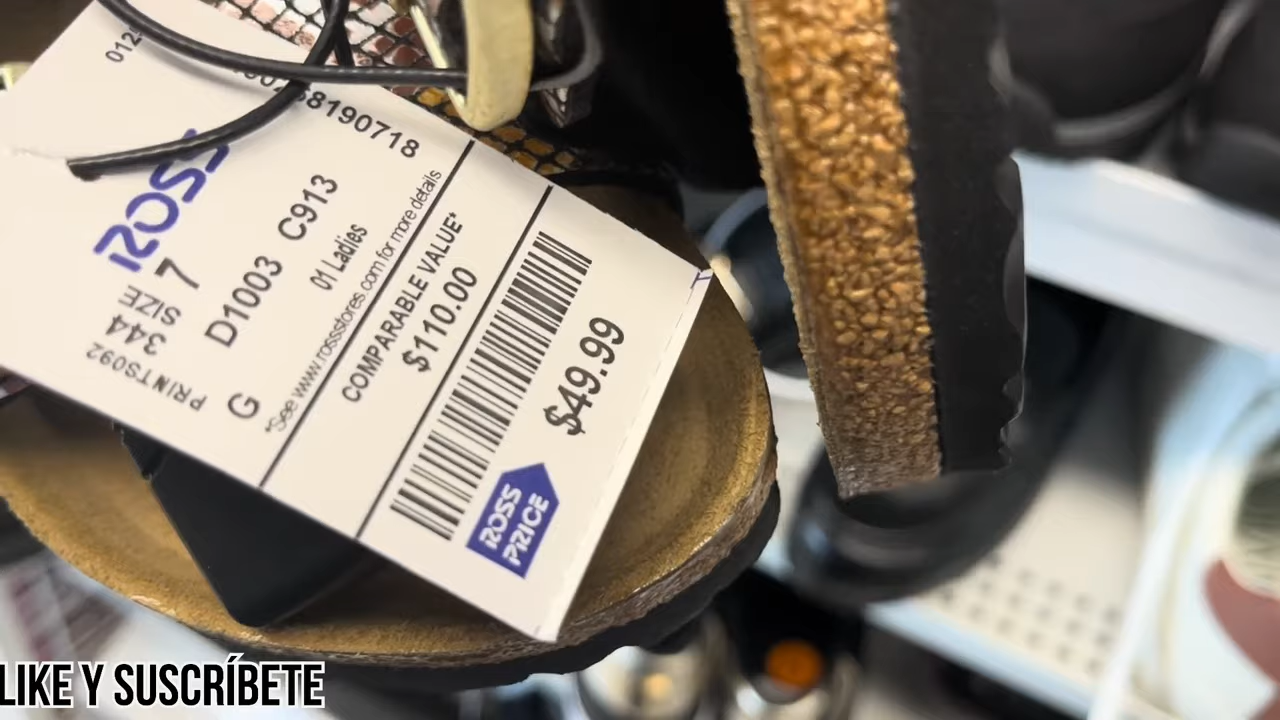 8190718
ROSS
SIZE 7
D1003 C913
344
01 Ladies
PRINTS092
G
*See www.rossstores.com for more details
COMPARABLE VALUE*
$110.00
$49.99
ROSS
PRICE
LIKE Y SUSCRÍBETE